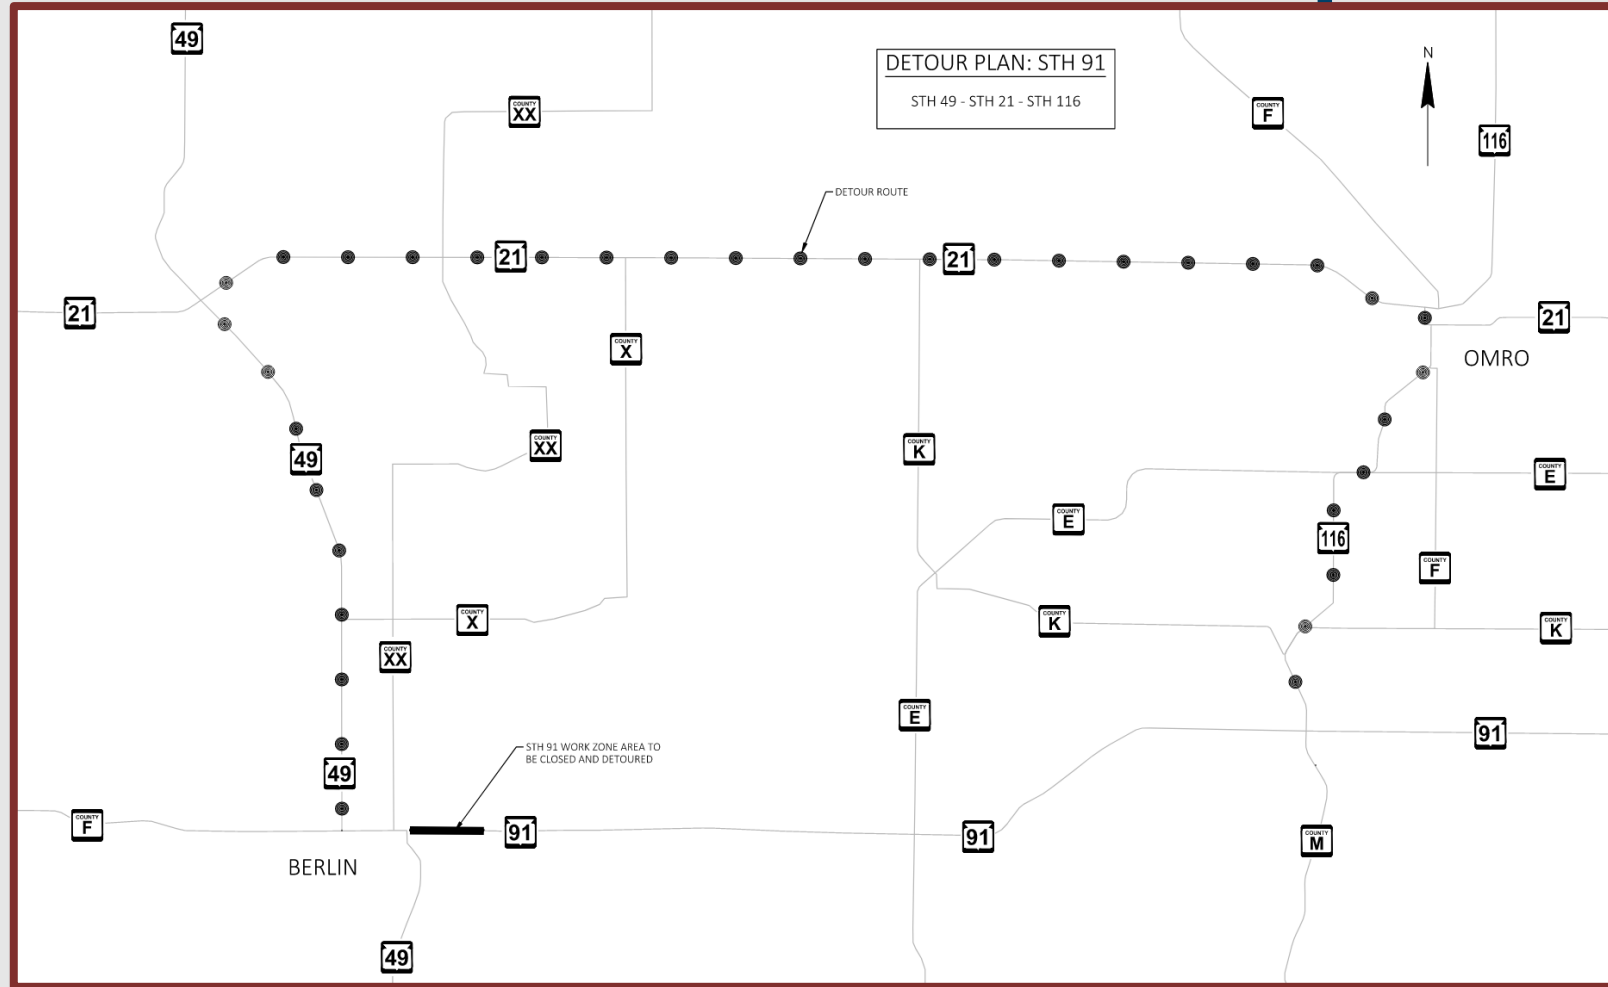 49
DETOUR PLAN: STH 91
STH 49 - STH 21 - STH 116
N
COUNTY
XX
COUNTY
F
116
DETOUR ROUTE
21
21
21
21
COUNTY
X
OMRO
49
COUNTY
XX
COUNTY
K
COUNTY
E
COUNTY
E
116
COUNTY
F
COUNTY
X
COUNTY
K
COUNTY
K
COUNTY
XX
COUNTY
E
91
STH 91 WORK ZONE AREA TO
BE CLOSED AND DETOURED
49
COUNTY
F
91
91
COUNTY
M
BERLIN
49